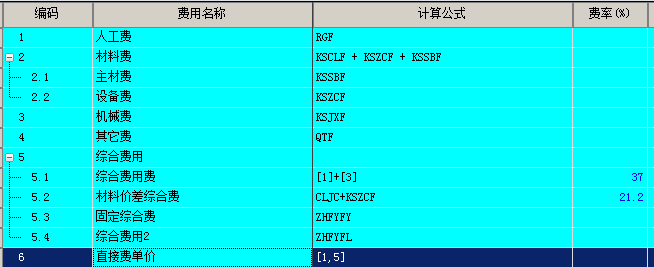 编码 费用名称 计算公式 费率(%)
1 人工费 RGF
2 材料费 KSCLF + KSZCF + KSSBF
2.1 主材费 KSSBF
2.2 设备费 KSZCF
3 机械费 KSJXF
4 其它费 QTF
5 综合费用
5.1 综合费用费 [1]+[3] 37
5.2 材料价差综合费 CLJC+KSZCF 21.2
5.3 固定综合费 ZHFYFY
5.4 综合费用2 ZHFYFL
6 直接费单价 [1,5]